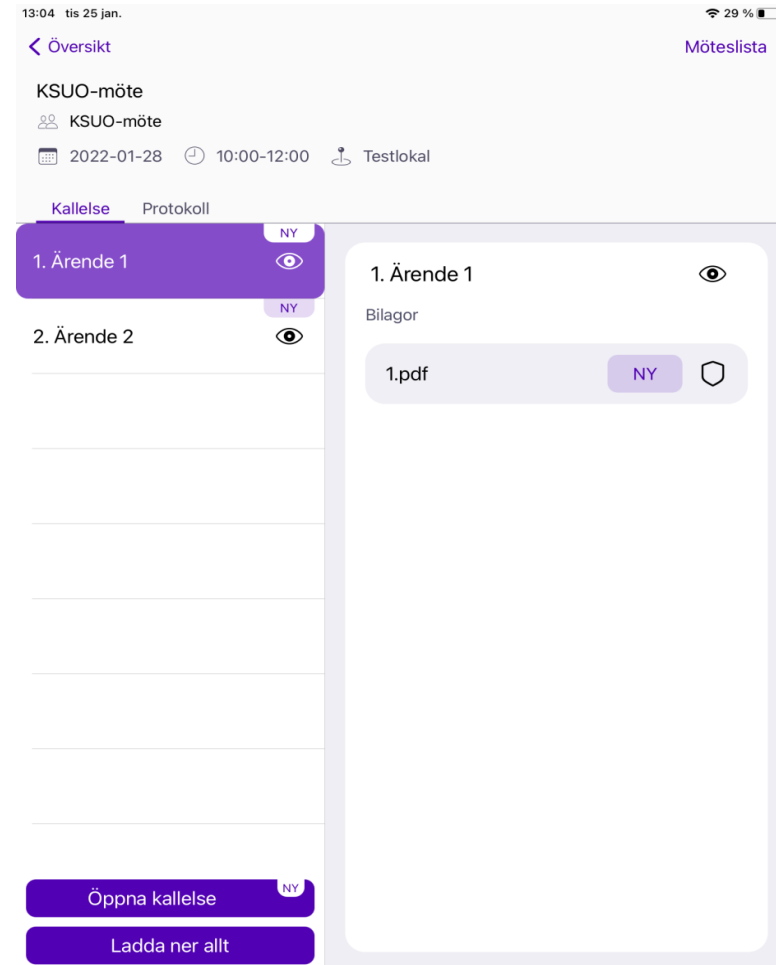 13:04 tis 25 jan.
29 %
Översikt
Möteslista
KSUO-möte
KSUO-möte
2022-01-28 10:00-12:00 Testlokal
Kallelse Protokoll
NY
1. Ärende 1
NY
2. Ärende 2
1. Ärende 1
Bilagor
1.pdf NY
Öppna kallelse NY
Ladda ner allt